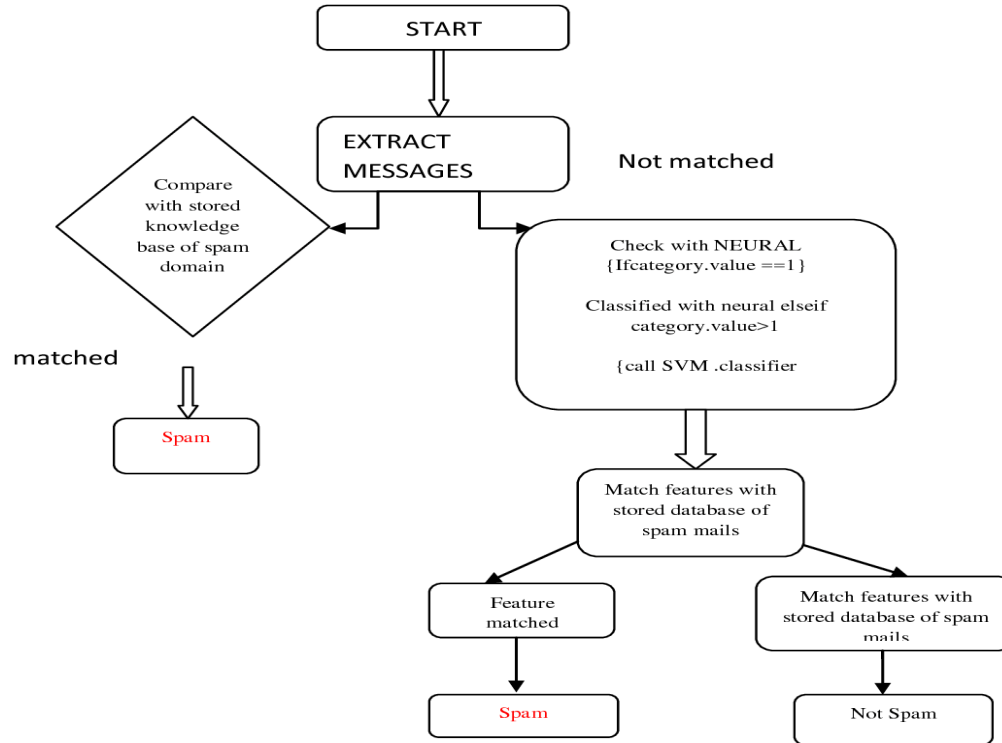 START
EXTRACT
MESSAGES
Not matched
Compare
with stored
knowledge
base of spam
domain
Check with NEURAL
{Ifcategory.value ==1}
Classified with neural elseif
category.value>1
{call SVM .classifier
matched
Spam
Match features with
stored database of
spam mails
Feature
matched
Match features with
stored database of spam
mails
Spam
Not Spam